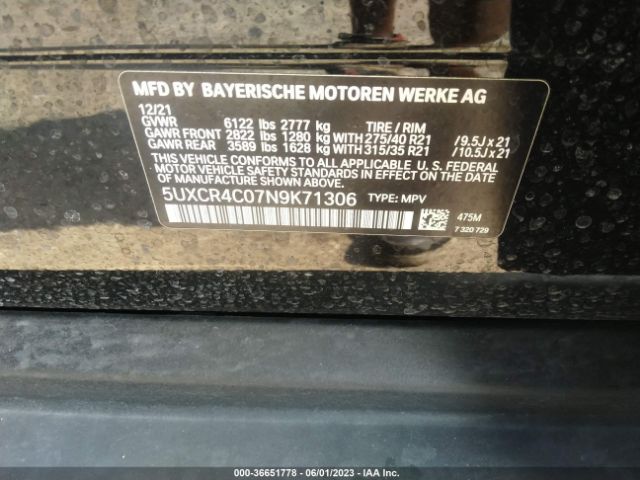 MFD BY BAYERISCHE MOTOREN WERKE AG
12/21
GVWR 6122 lbs 2777 kg TIRE / RIM
GAWR FRONT 2822 lbs 1280 kg WITH 275/40 R21 / 9.5J x 21
GAWR REAR 3589 lbs 1628 kg WITH 315/35 R21 / 10.5J x 21
THIS VEHICLE CONFORMS TO ALL APPLICABLE U.S. FEDERAL
MOTOR VEHICLE SAFETY STANDARDS IN EFFECT ON THE DATE OF
MANUFACTURE SHOWN ABOVE.
5UXCR4C07N9K71306 TYPE: MPV
475M
7 320 729
000-36651778 - 06/01/2023 - IAA Inc.